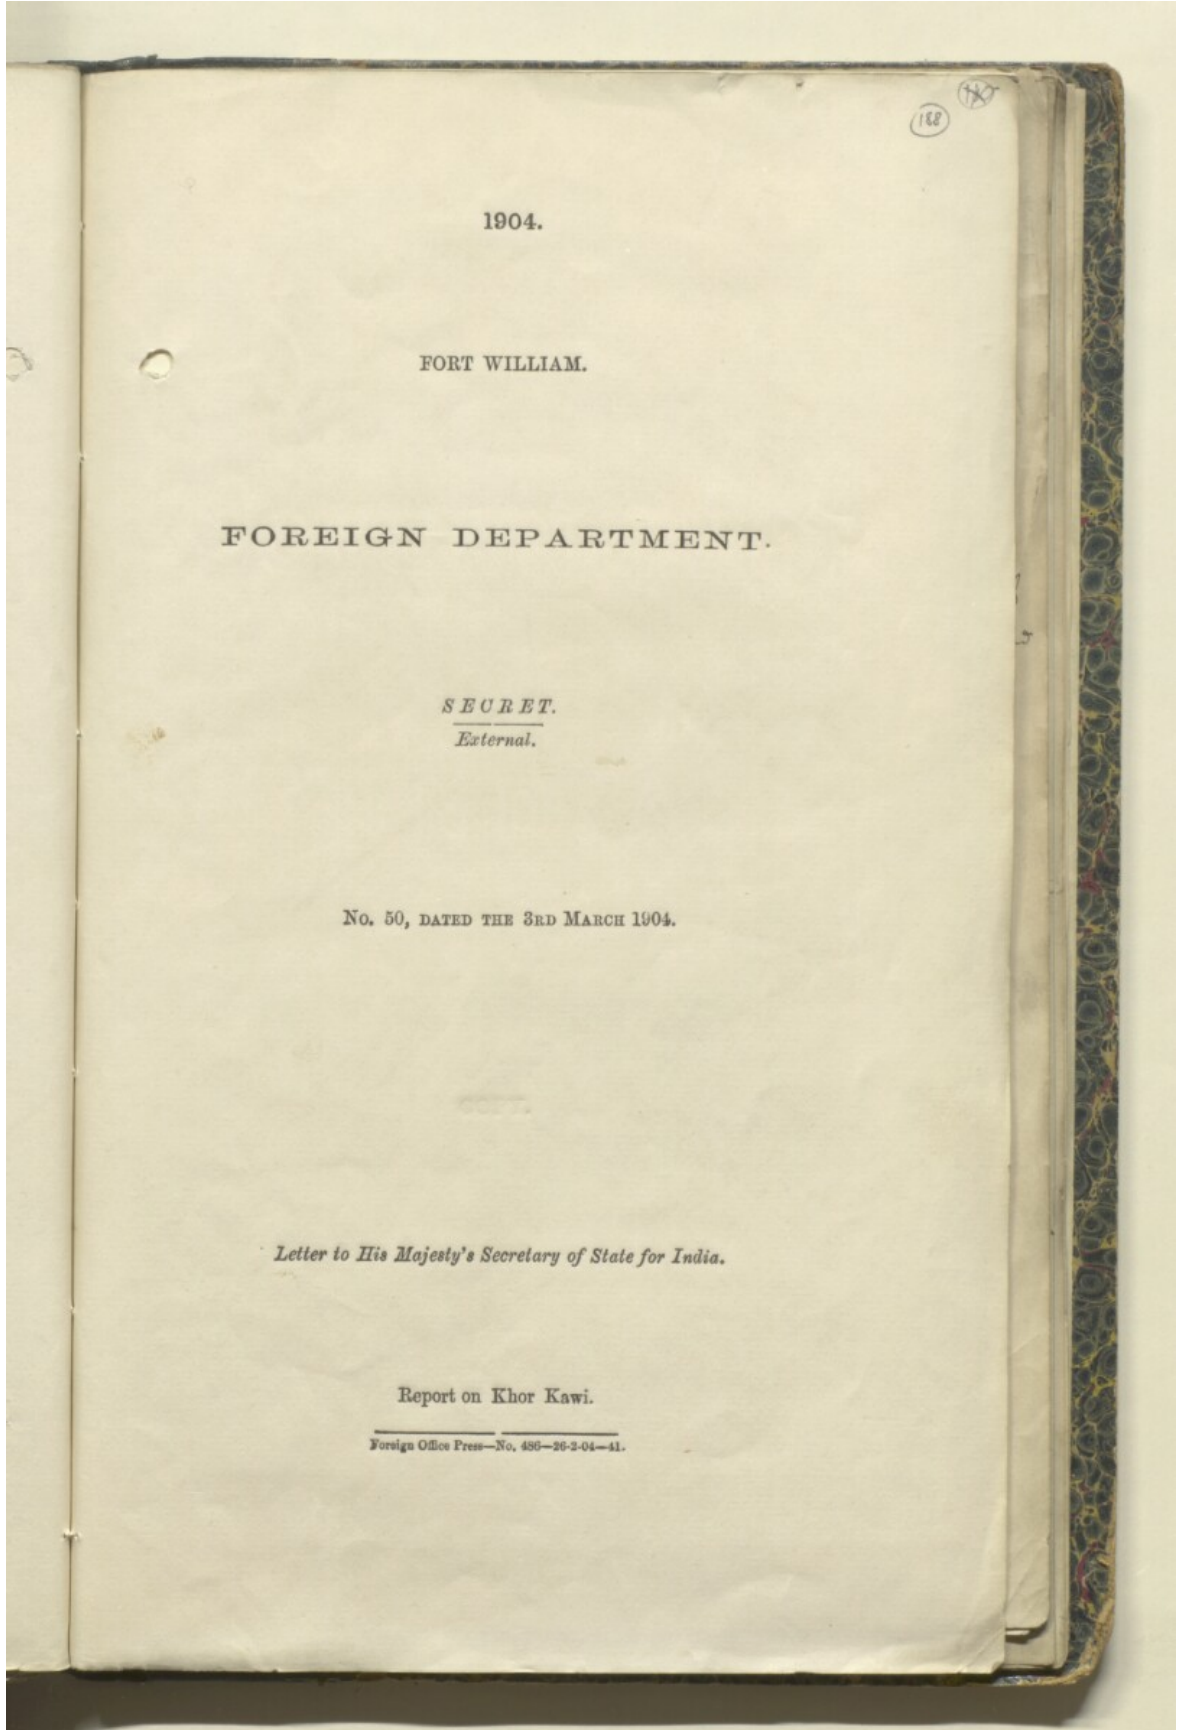 188
1904.
FORT WILLIAM.
FOREIGN DEPARTMENT.
SECRET.
External.
No. 50, DATED THE 3RD MARCH 1904.
Letter to His Majesty's Secretary of State for India.
Report on Khor Kawi.
Foreign Office Press—No. 486—26-2-04—41.